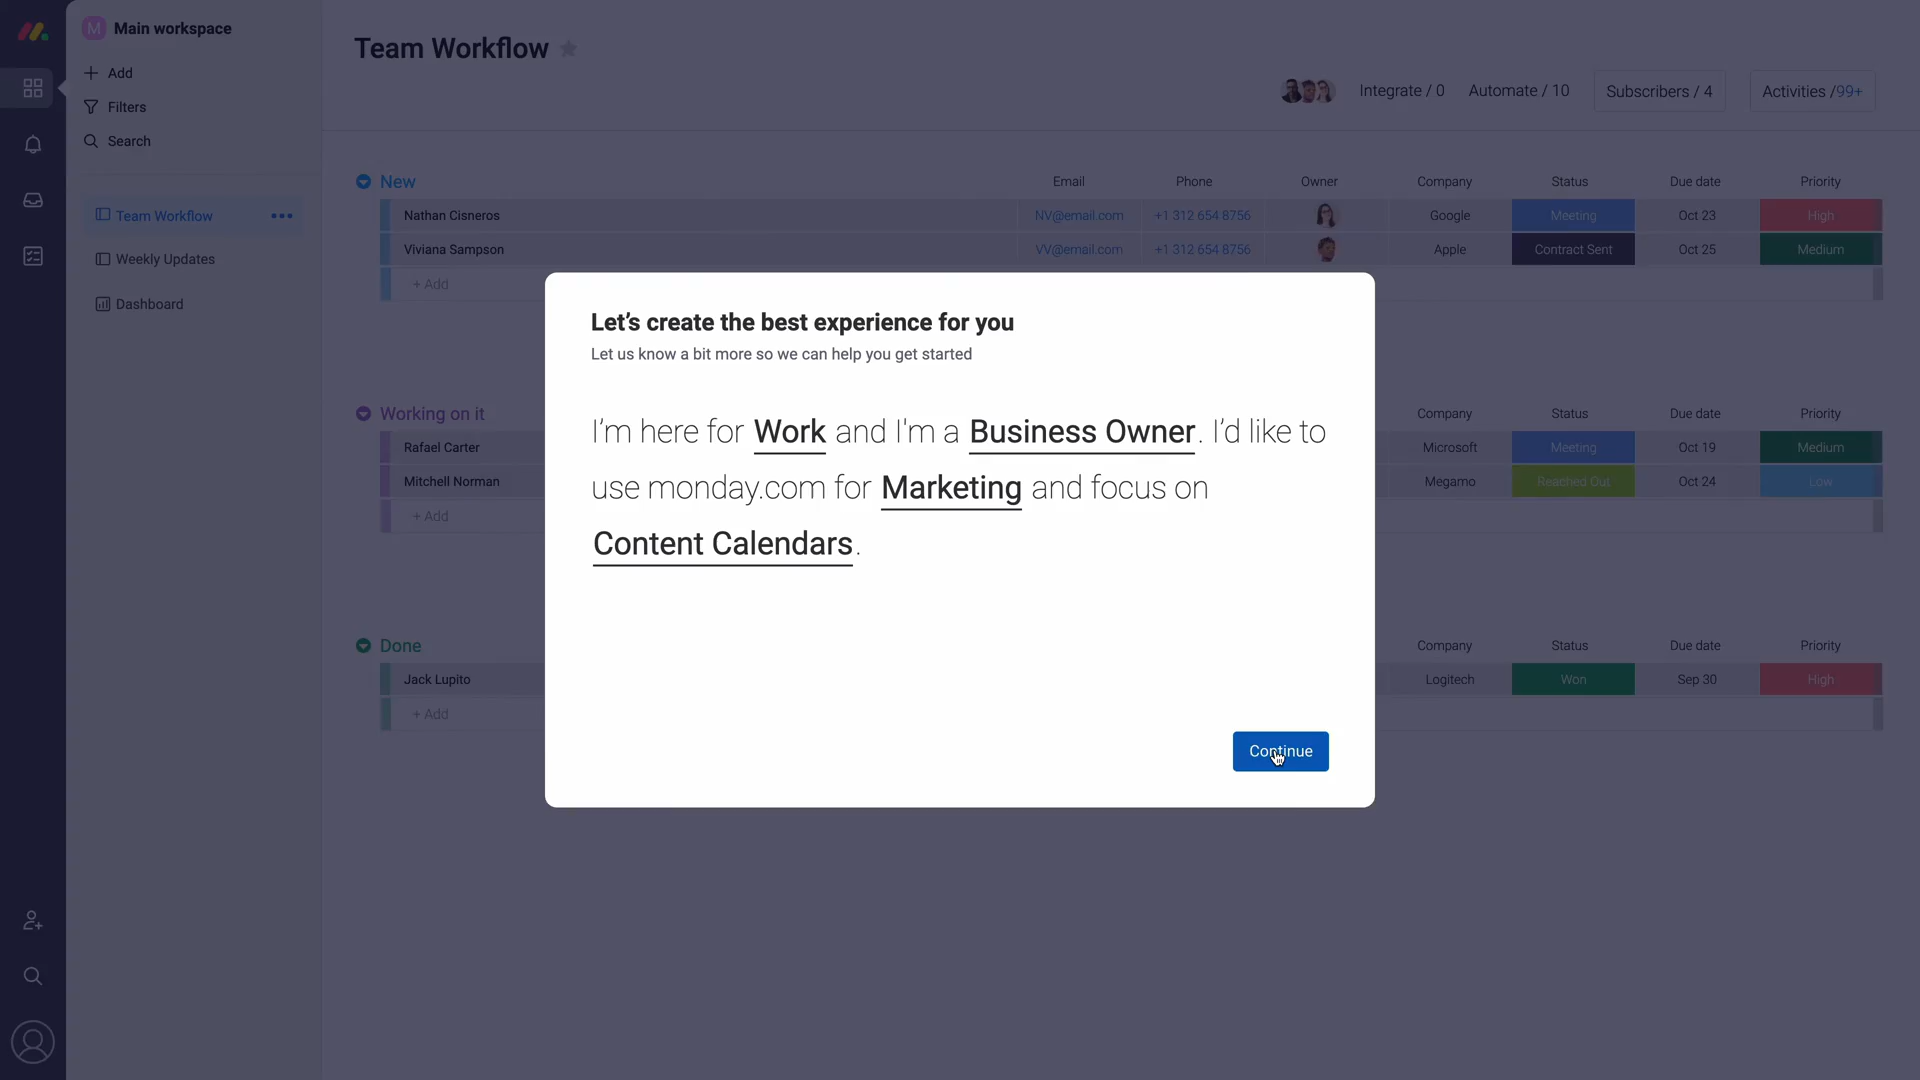 M Main workspace
Add
Filters
Search
Team Workflow
Weekly Updates
Dashboard
Team Workflow
Integrate / 0 Automate / 10 Subscribers / 4 Activities /99+
New Email Phone Owner Company Status Due date Priority
Nathan Cisneros NV@email.com +1 312 654 8756 Google Meeting Oct 23 High
Viviana Sampson VV@email.com +1 312 654 8756 Apple Contract Sent Oct 25 Medium
+ Add
Let's create the best experience for you
Let us know a bit more so we can help you get started
I'm here for Work and I'm a Business Owner. I'd like to
use monday.com for Marketing and focus on
Content Calendars.
Continue
Working on it Company Status Due date Priority
Rafael Carter Microsoft Meeting Oct 19 Medium
Mitchell Norman Megamo Reached Out Oct 24 Low
+ Add
Done Company Status Due date Priority
Jack Lupito Logitech Won Sep 30 High
+ Add